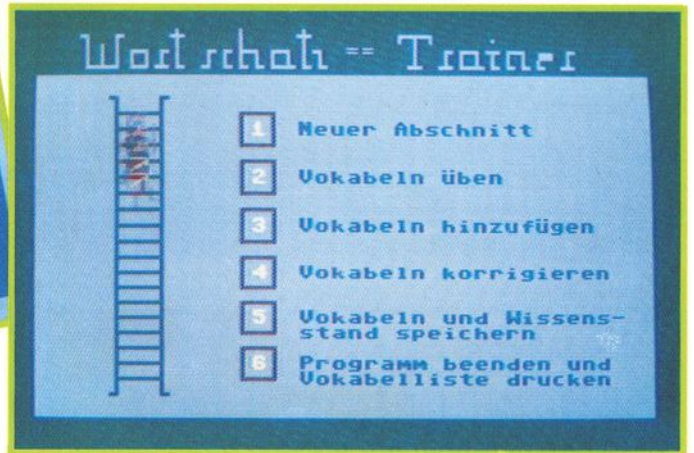 Wortschatz == Trainer
1 Neuer Abschnitt
2 Vokabeln üben
3 Vokabeln hinzufügen
4 Vokabeln korrigieren
5 Vokabeln und Wissens-
stand speichern
6 Programm beenden und
Vokabelliste drucken